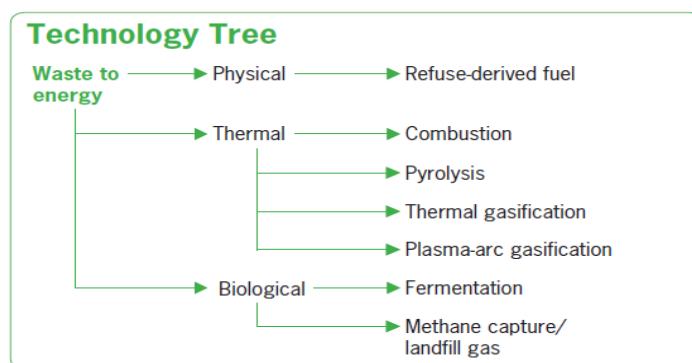 Technology Tree
Waste to
energy
Physical
Refuse-derived fuel
Thermal
Combustion
Pyrolysis
Thermal gasification
Plasma-arc gasification
Biological
Fermentation
Methane capture/
landfill gas